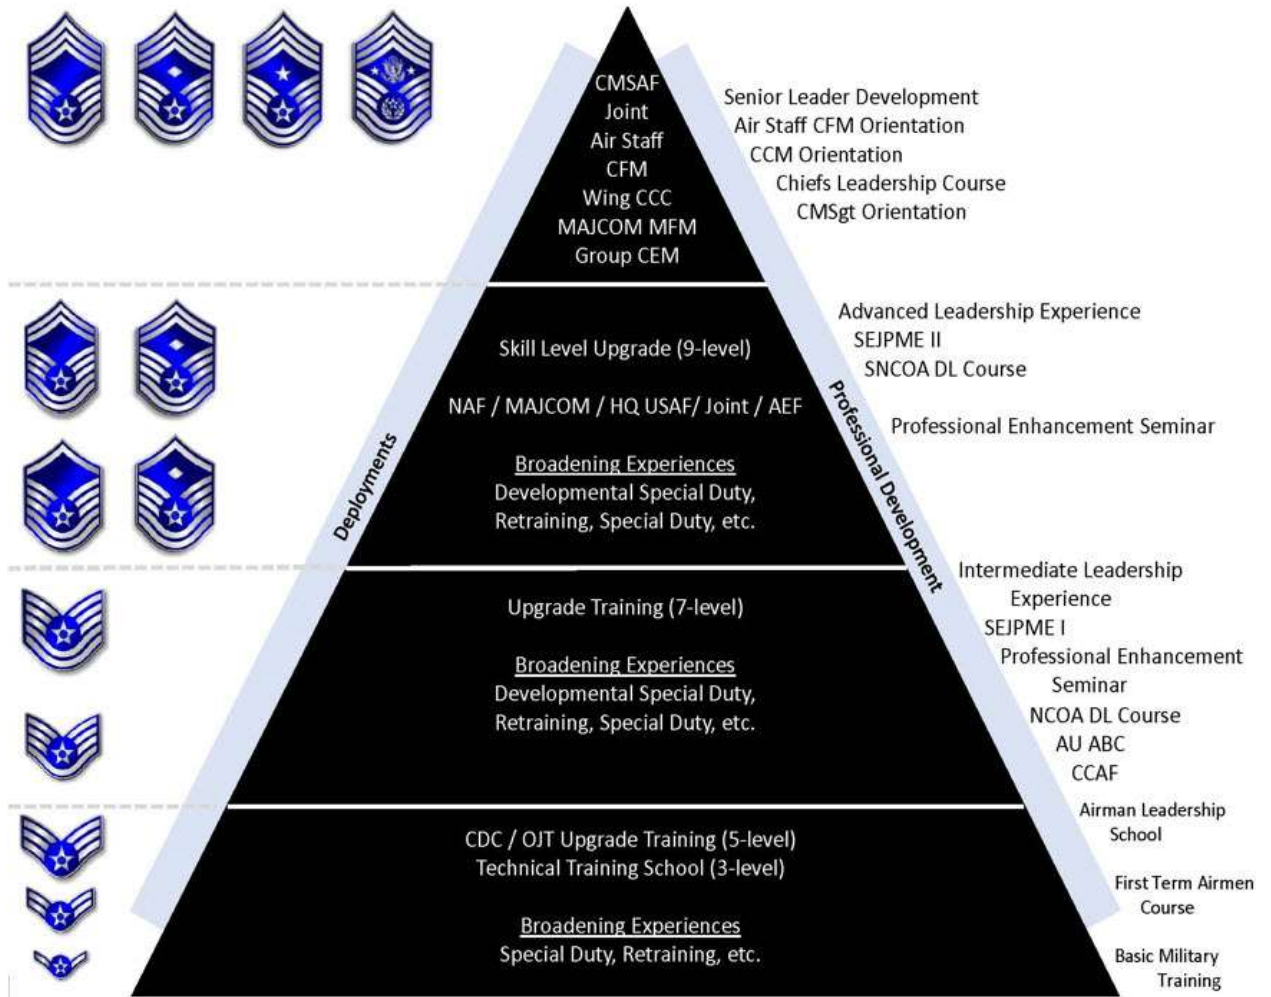 CMSAF
Joint
Air Staff
CFM
Wing CCC
MAJCOM MFM
Group CEM
Senior Leader Development
Air Staff CFM Orientation
CCM Orientation
Chiefs Leadership Course
CMSgt Orientation
Skill Level Upgrade (9-level)
NAF / MAJCOM / HQ USAF/ Joint / AEF
Broadening Experiences
Developmental Special Duty,
Retraining, Special Duty, etc.
Advanced Leadership Experience
SEJPME II
SNCOA DL Course
Professional Enhancement Seminar
Deployments
Professional Development
Upgrade Training (7-level)
Broadening Experiences
Developmental Special Duty,
Retraining, Special Duty, etc.
Intermediate Leadership
Experience
SEJPME I
Professional Enhancement
Seminar
NCOA DL Course
AU ABC
CCAF
CDC / OJT Upgrade Training (5-level)
Technical Training School (3-level)
Broadening Experiences
Special Duty, Retraining, etc.
Airman Leadership
School
First Term Airmen
Course
Basic Military
Training